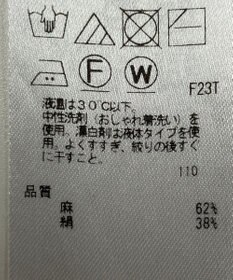 F
W
F23T
液温は30℃以下。
中性洗剤(おしゃれ着洗い)を
使用、漂白剤は液体タイプを使
用。よくすすぎ、絞りの後すぐ
に干すこと。
110
品質
麻 62%
絹 38%